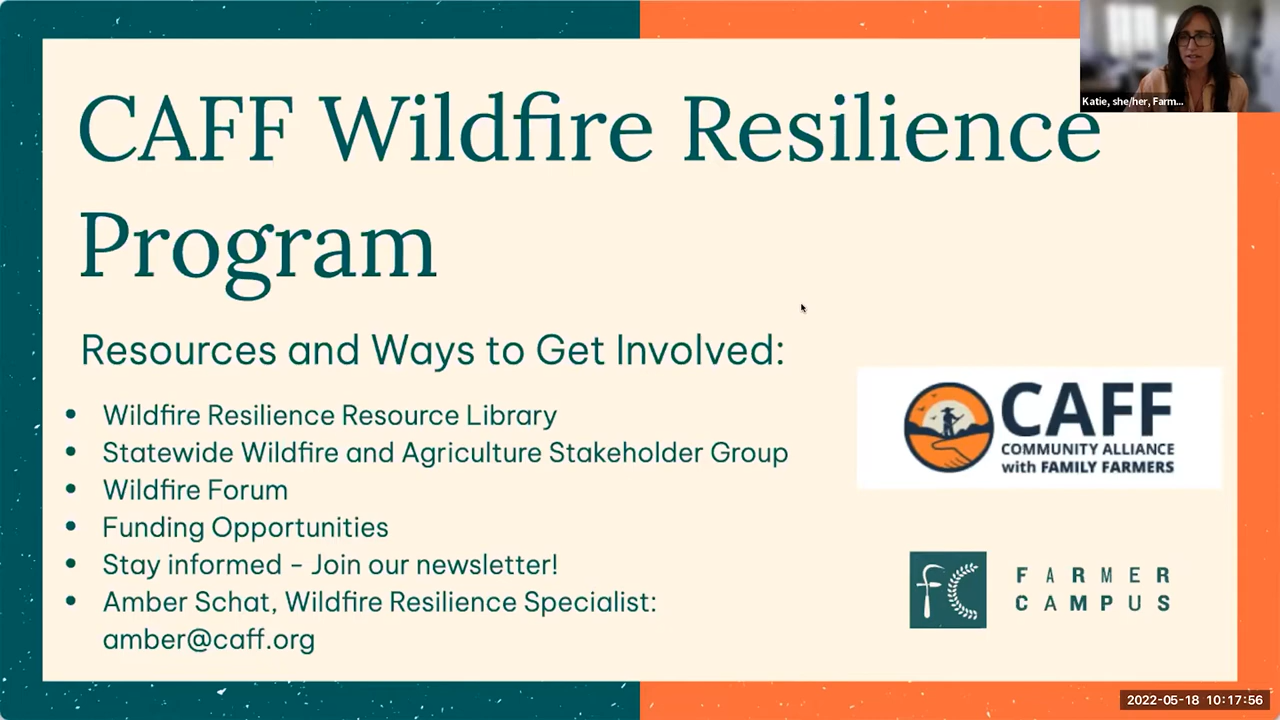 CAFF Wildfire Resilience
Program
Katie, she/her, Farm...
Resources and Ways to Get Involved:
• Wildfire Resilience Resource Library
• Statewide Wildfire and Agriculture Stakeholder Group
• Wildfire Forum
• Funding Opportunities
• Stay informed – Join our newsletter!
• Amber Schat, Wildfire Resilience Specialist:
amber@caff.org
CAFF
COMMUNITY ALLIANCE
with FAMILY FARMERS
fC
FARMER
CAMPUS
2022-05-18 10:17:56